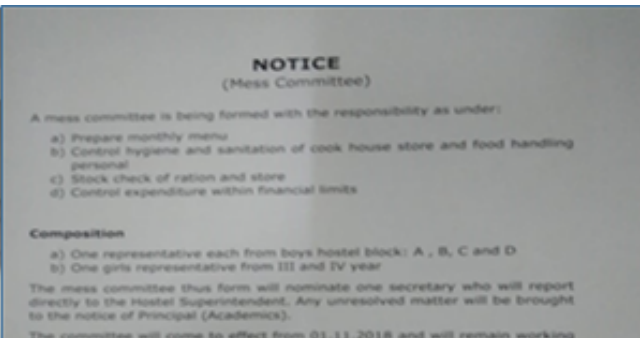 NOTICE
(Mess Committee)
A mess committee is being formed with the responsibility as under:
a) Prepare monthly menu
b) Control hygiene and sanitation of cook house store and food handling
personal
c) Stock check of ration and store
d) Control expenditure within financial limits
Composition
a) One representative each from boys hostel block: A , B, C and D
b) One girls representative from III and IV year
The mess committee thus form will nominate one secretary who will report
directly to the Hostel Superintendent. Any unresolved matter will be brought
to the notice of Principal (Academics).
The committee will come to effect from 01.11.2018 and will remain working